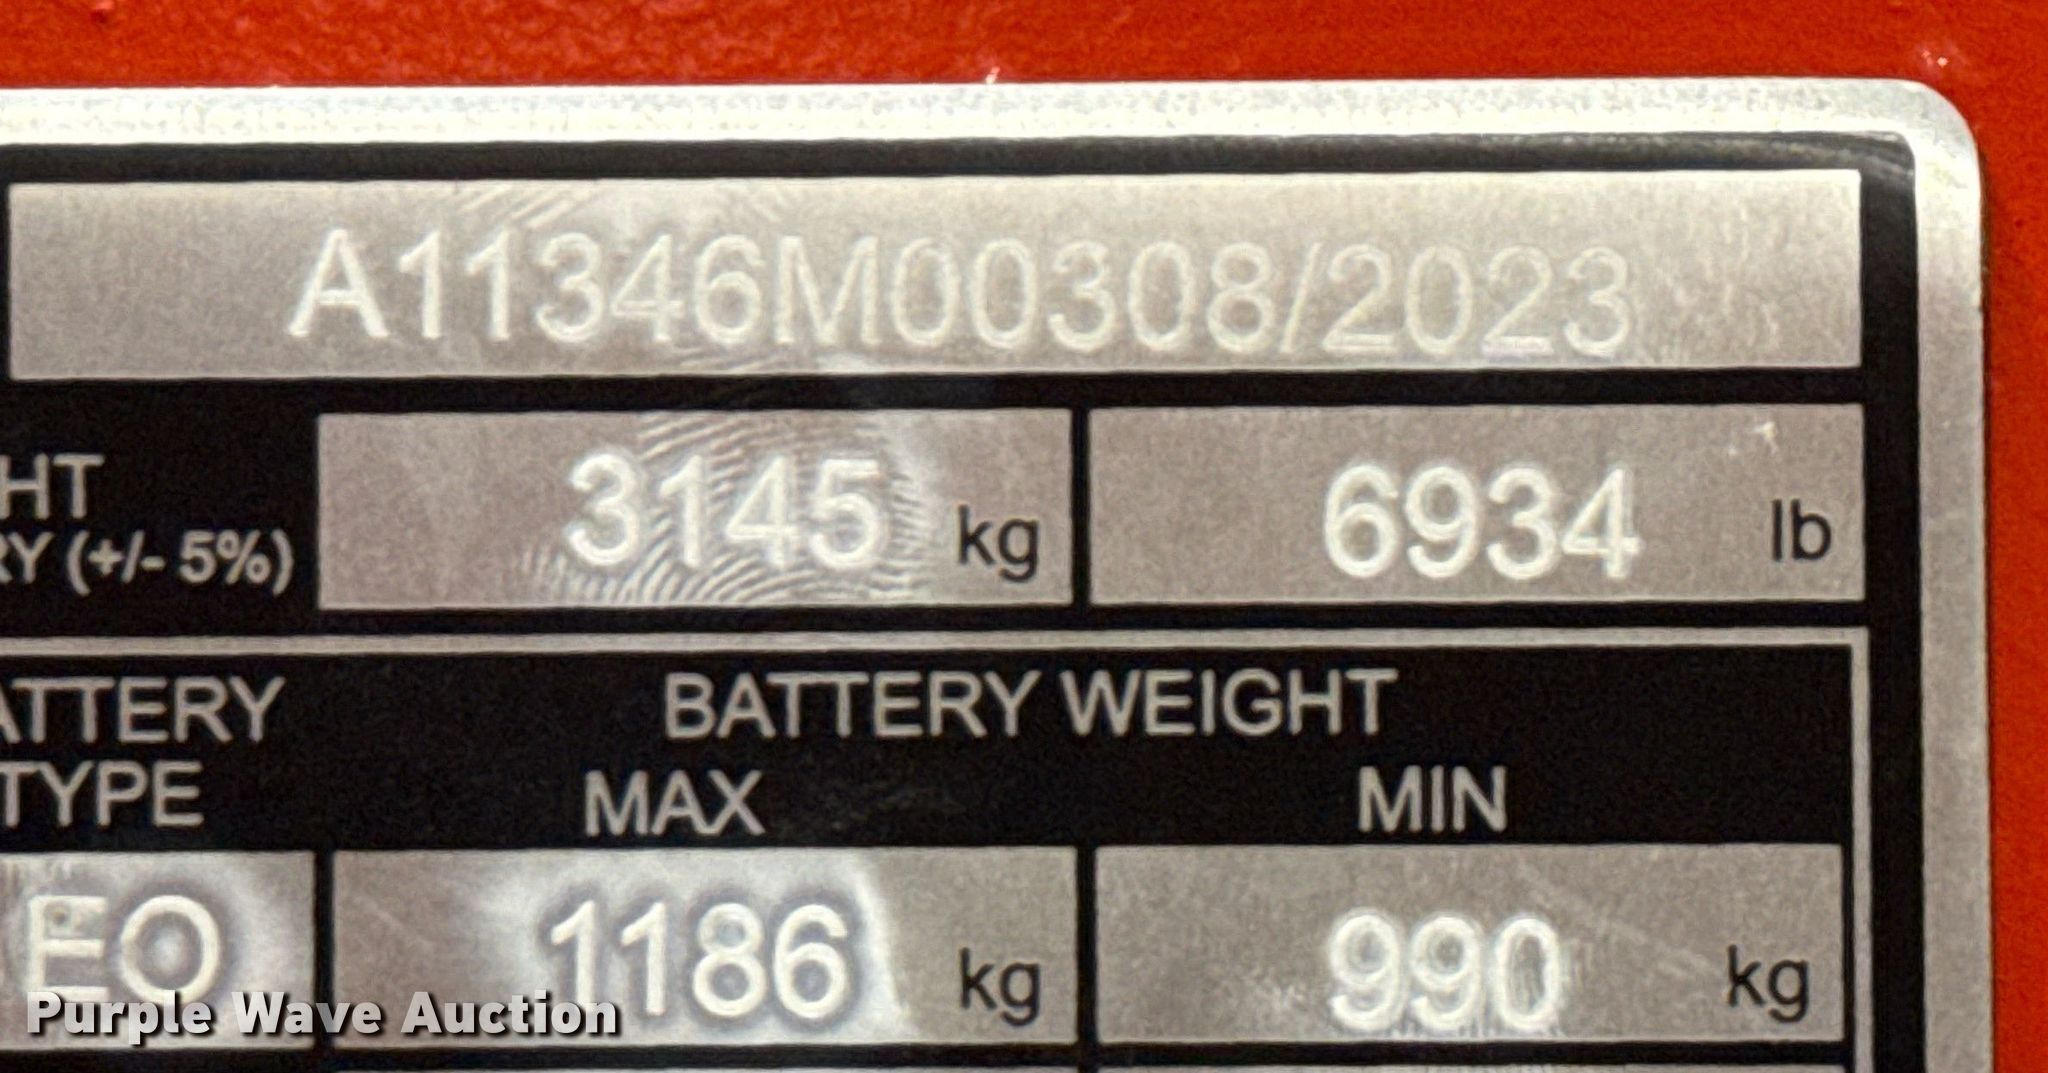 A11346M00308/2023
HT
RY (+/- 5%)
3145 kg
6934 lb
ATTERY
TYPE
BATTERY WEIGHT
MAX
MIN
EO
1186 kg
990 kg
Purple Wave Auction